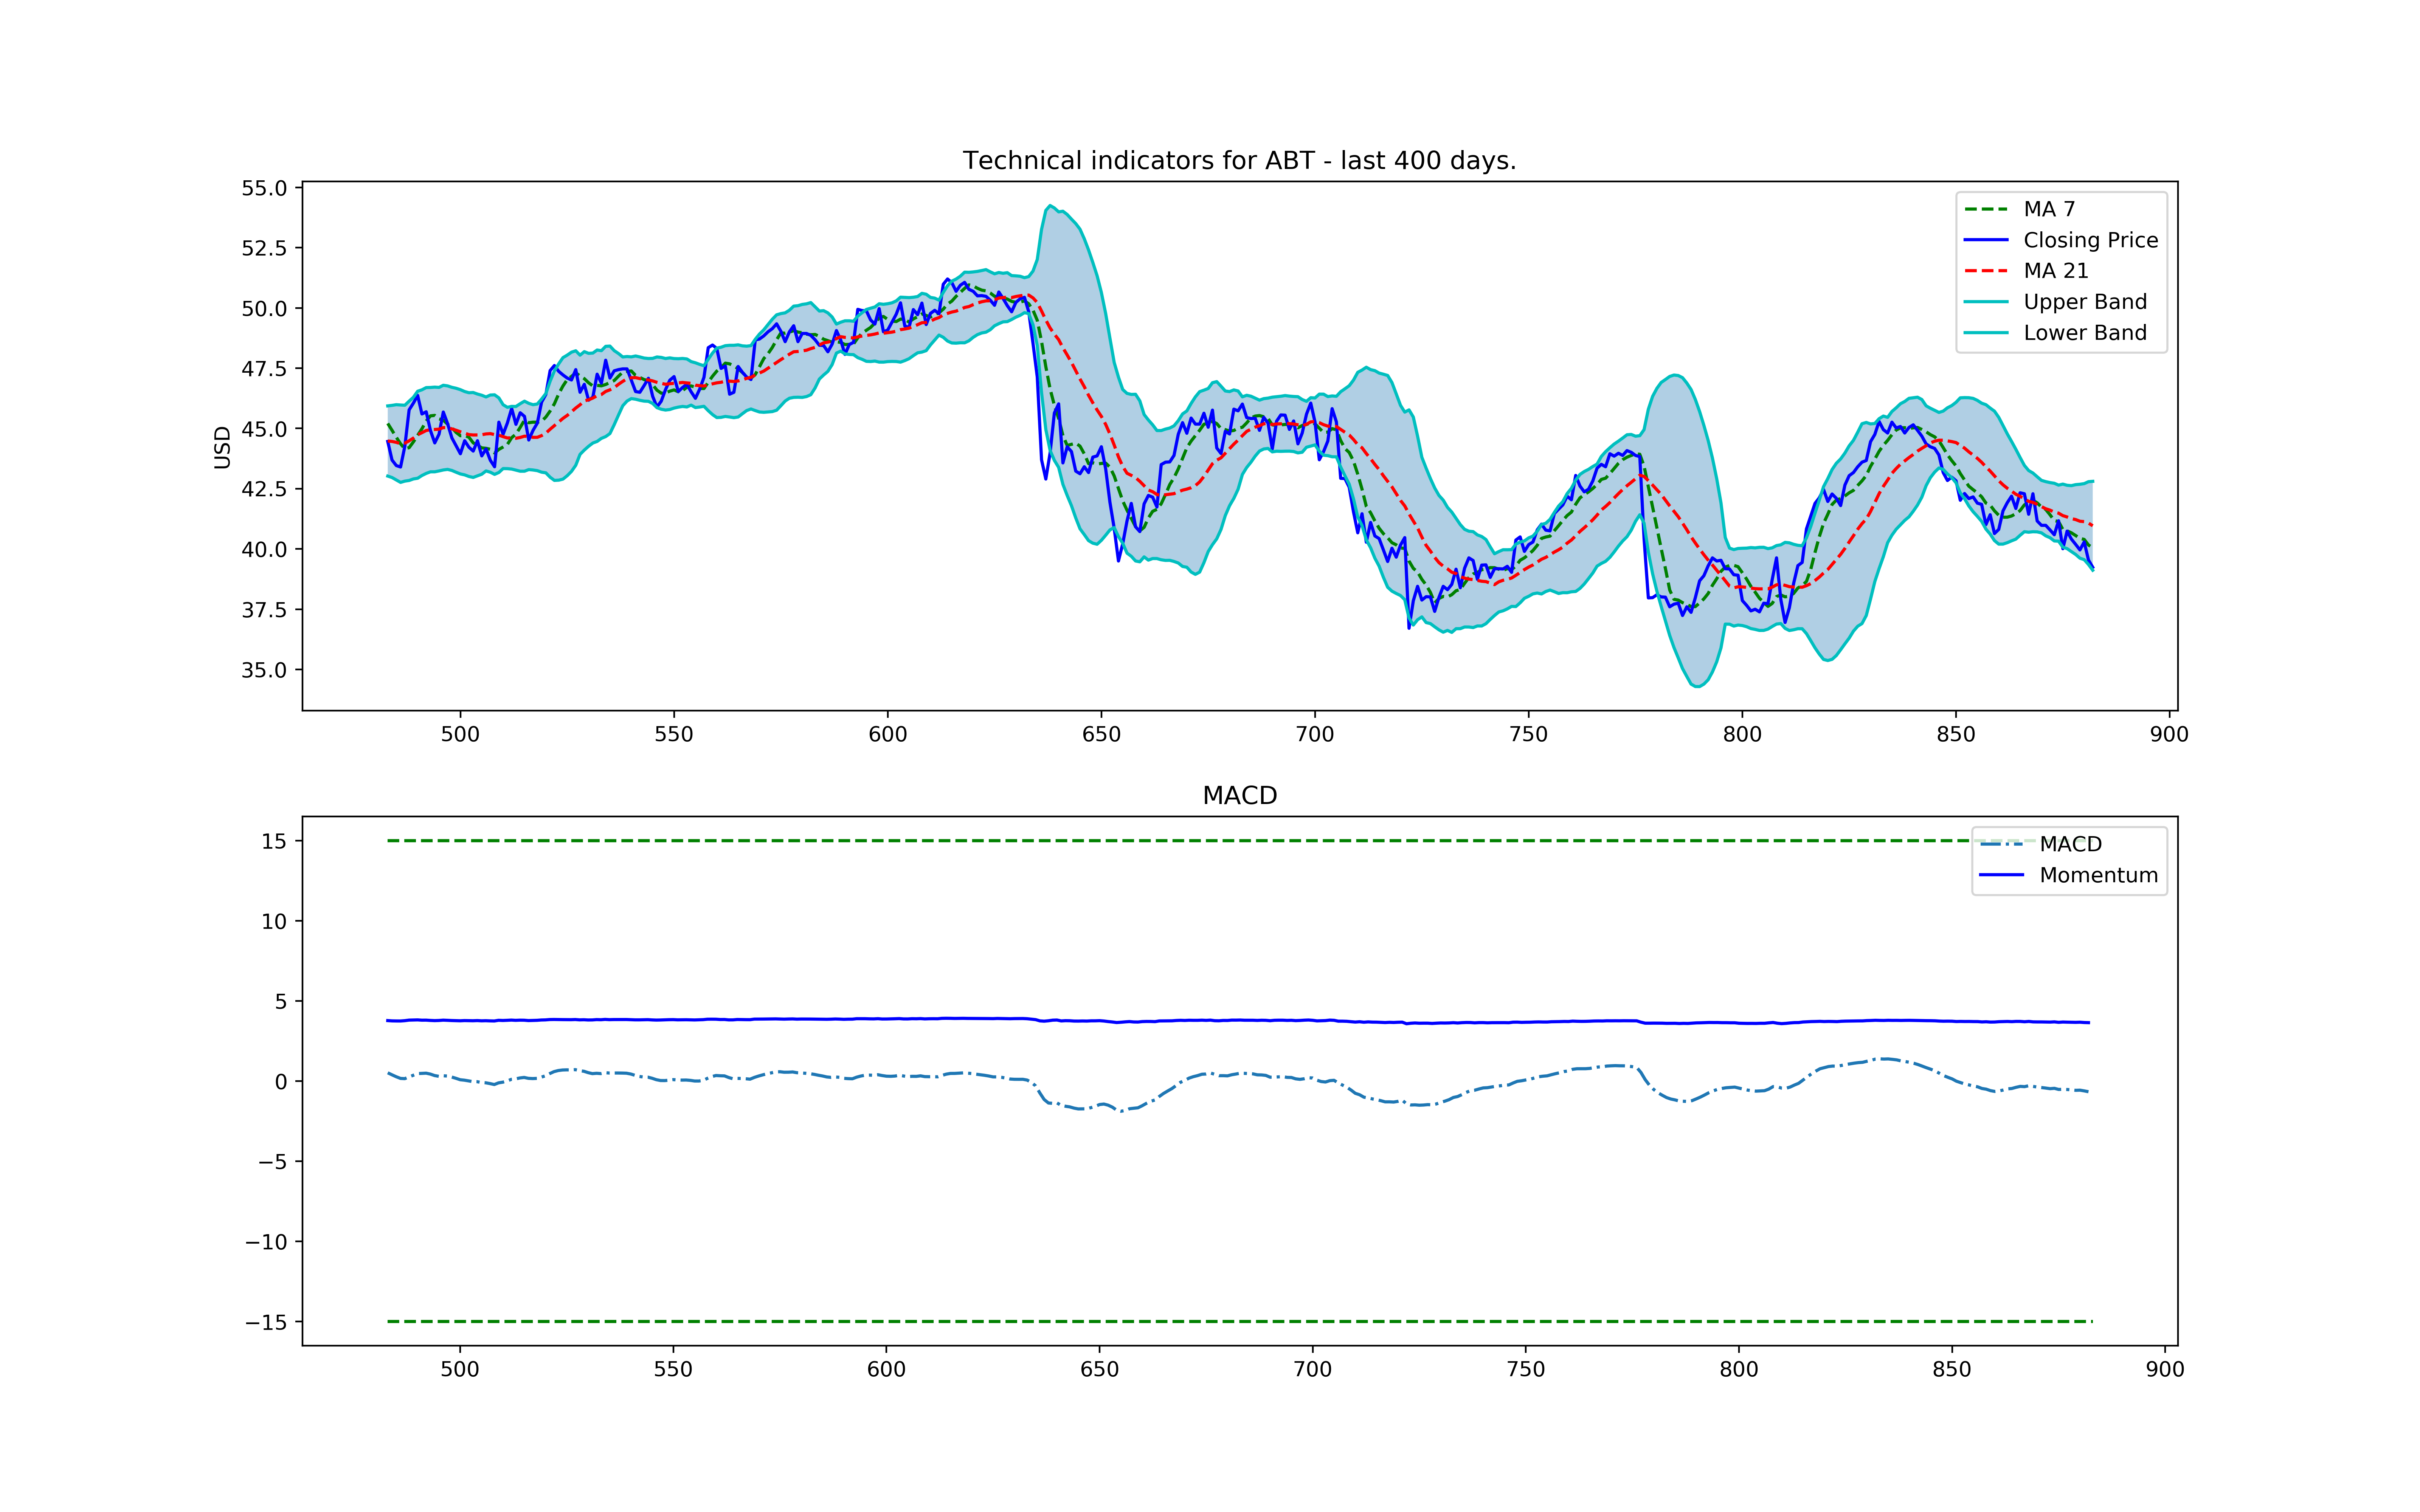 Technical indicators for ABT - last 400 days.
55.0
52.5
50.0
47.5
45.0
42.5
40.0
37.5
35.0
USD
MA 7
Closing Price
MA 21
Upper Band
Lower Band
500 550 600 650 700 750 800 850 900
MACD
15
10
5
0
−5
−10
−15
MACD
Momentum
500 550 600 650 700 750 800 850 900